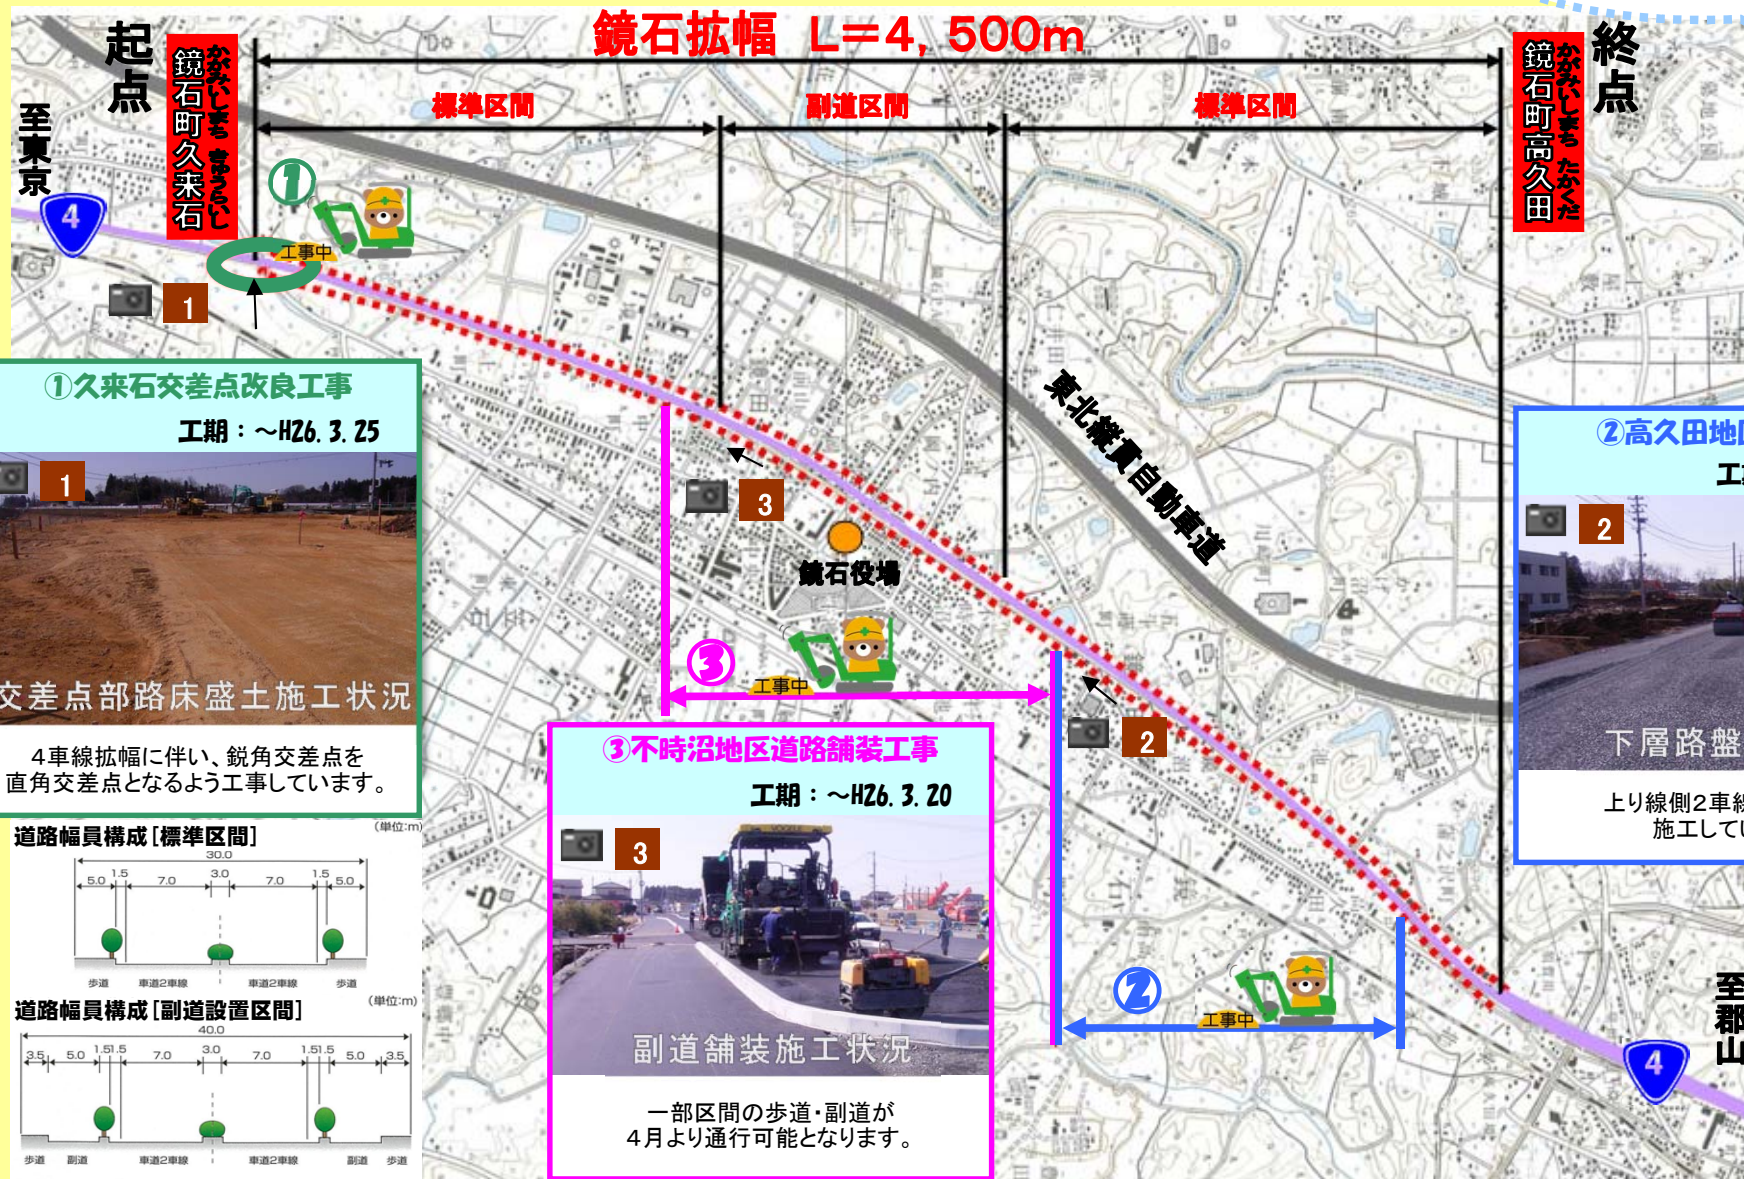 鏡石拡幅 L=4,500m
起点
至東京
鏡石町久来石
かがみいしまち きゅうらいし
標準区間
副道区間
標準区間
終点
鏡石町高久田
かがみいしまち たかくだ
4
①
工事中
1
①久来石交差点改良工事
工期：～H26.3.25
1
交差点部路床盛土施工状況
4車線拡幅に伴い、鋭角交差点を
直角交差点となるよう工事しています。
東北縦貫自動車道
3
鏡石役場
③
工事中
2
②高久田地
工
2
下層路盤
上り線側2車
施工してい
③不時沼地区道路舗装工事
工期：～H26.3.20
3
副道舗装施工状況
一部区間の歩道・副道が
4月より通行可能となります。
②
工事中
至郡山
4
道路幅員構成[標準区間]
(単位:m)
30.0
5.0 1.5 7.0 3.0 7.0 1.5 5.0
歩道 車道2車線 車道2車線 歩道
道路幅員構成[副道設置区間]
(単位:m)
40.0
3.5 5.0 1.5 1.5 7.0 3.0 7.0 1.5 1.5 5.0 3.5
歩道 副道 車道2車線 車道2車線 副道 歩道